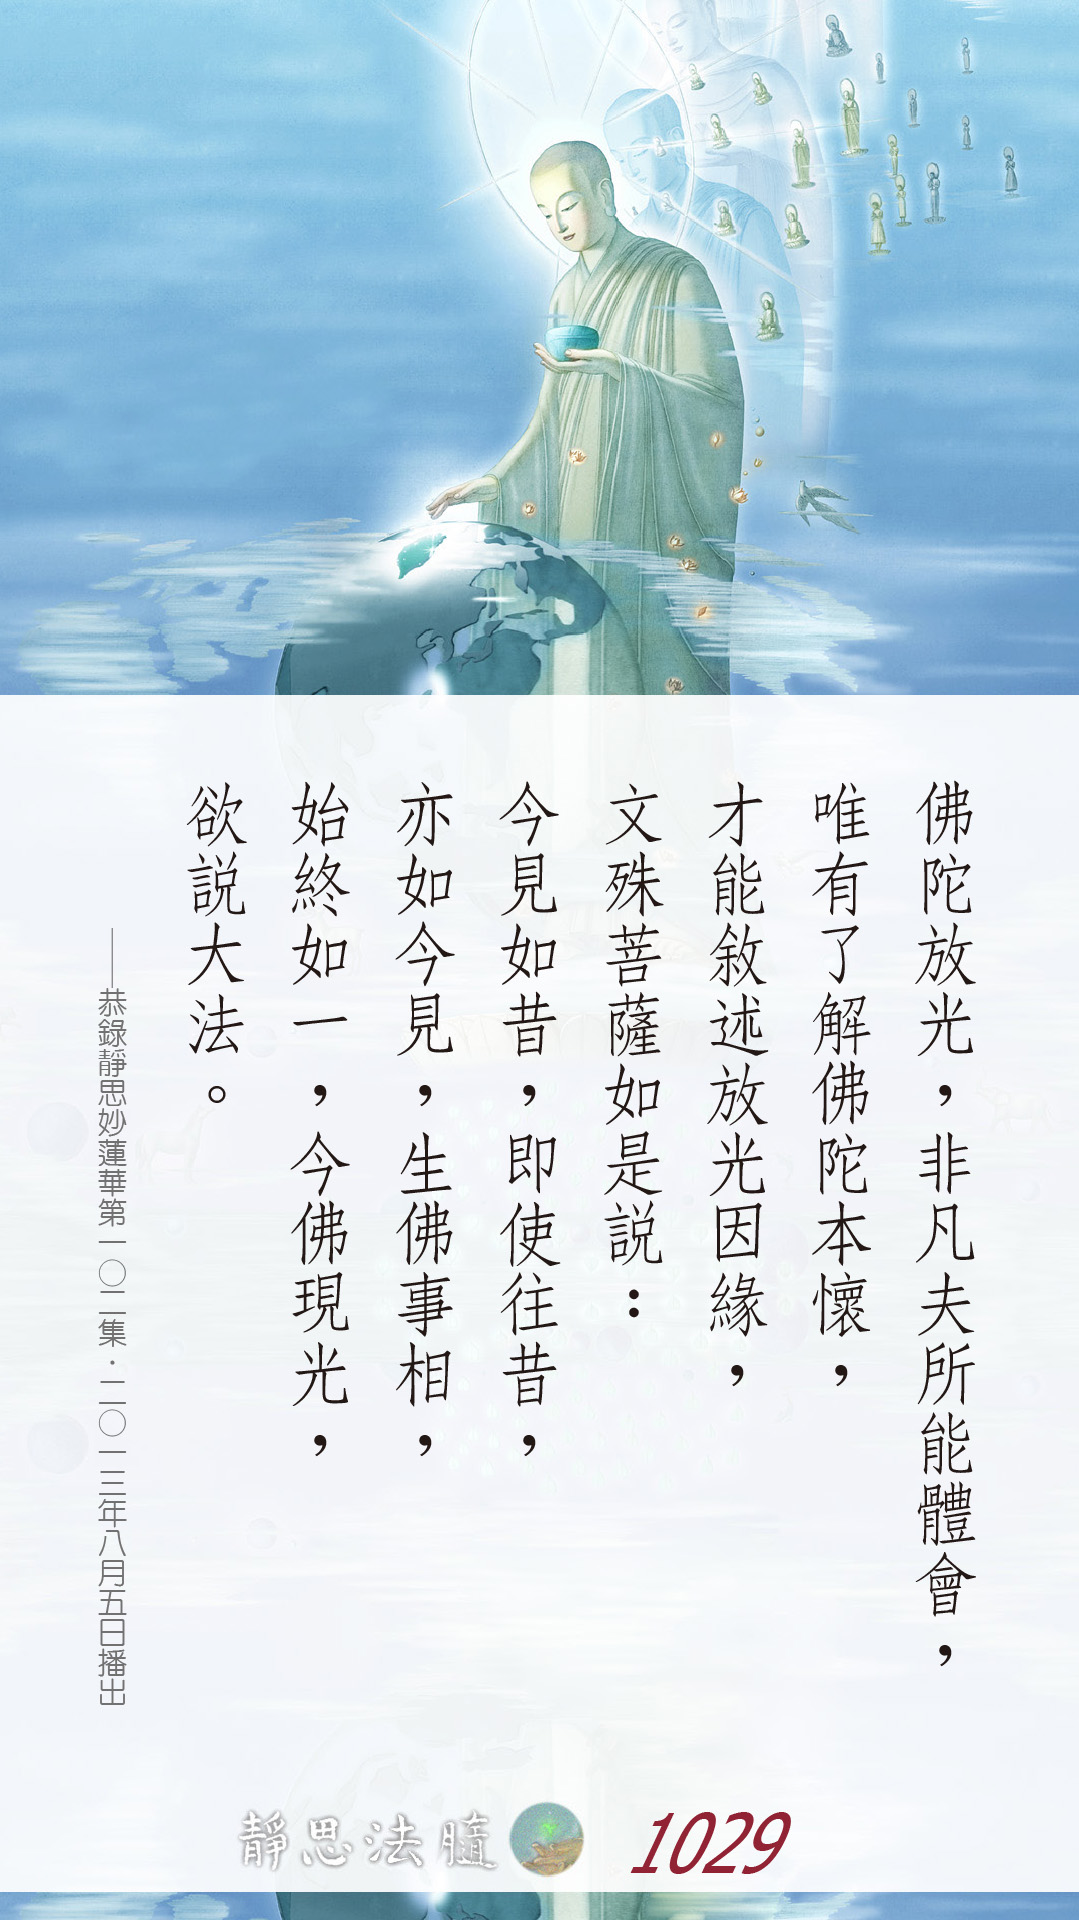 佛陀放光，非凡夫所能體會，
唯有了解佛陀本懷，
才能敘述放光因緣，
文殊菩薩如是説：
今見如昔，即使往昔，
亦如今見，生佛事相，
始終如一，今佛現光，
欲説大法。
——恭錄靜思妙蓮華第一〇二集·二〇一三年八月五日播出
靜思法髓 1029